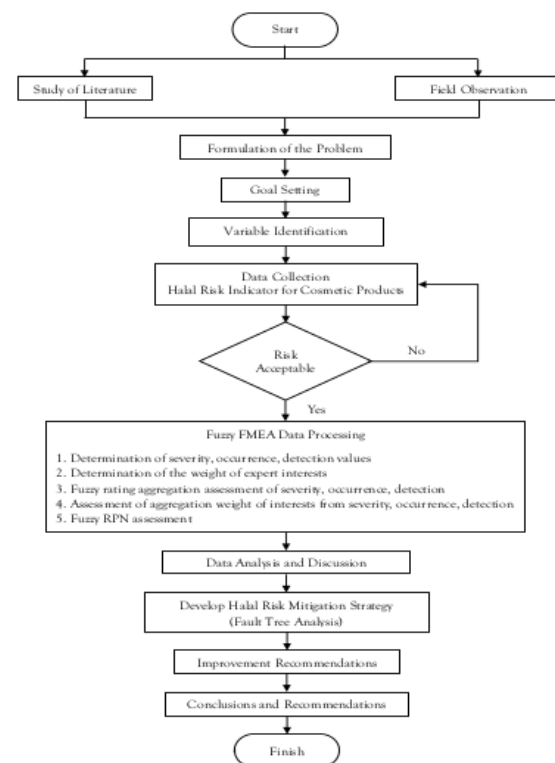 Start
Study of Literature
Field Observation
Formulation of the Problem
Goal Setting
Variable Identification
Data Collection
Halal Risk Indicator for Cosmetic Products
Risk
Acceptable
No
Yes
Fuzzy FMEA Data Processing
1. Determination of severity, occurrence, detection values
2. Determination of the weight of expert interests
3. Fuzzy rating aggregation assessment of severity, occurrence, detection
4. Assessment of aggregation weight of interests from severity, occurrence, detection
5. Fuzzy RPN assessment
Data Analysis and Discussion
Develop Halal Risk Mitigation Strategy
(Fault Tree Analysis)
Improvement Recommendations
Conclusions and Recommendations
Finish